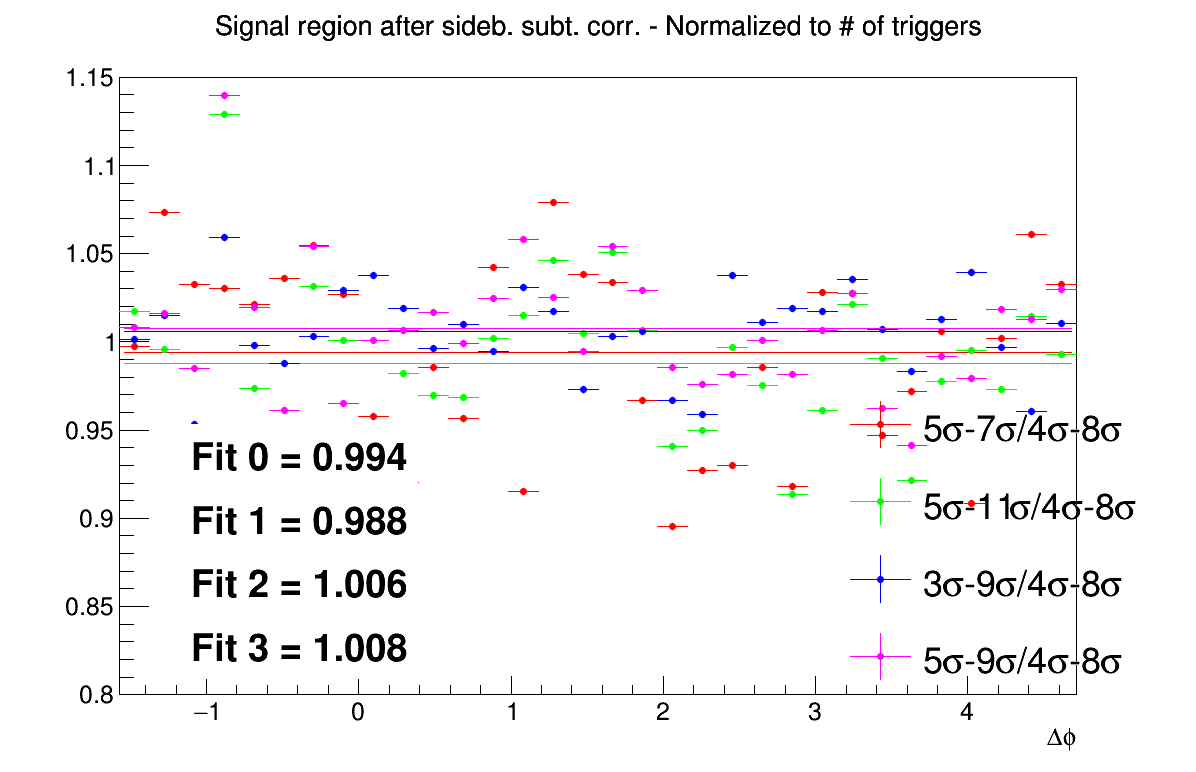 Signal region after sideb. subt. corr. - Normalized to # of triggers
1.15
1.1
1.05
1
0.95
0.9
0.85
0.8
Fit 0 = 0.994
Fit 1 = 0.988
Fit 2 = 1.006
Fit 3 = 1.008
5σ-7σ/4σ-8σ
5σ-11σ/4σ-8σ
3σ-9σ/4σ-8σ
5σ-9σ/4σ-8σ
−1 0 1 2 3 4
Δϕ